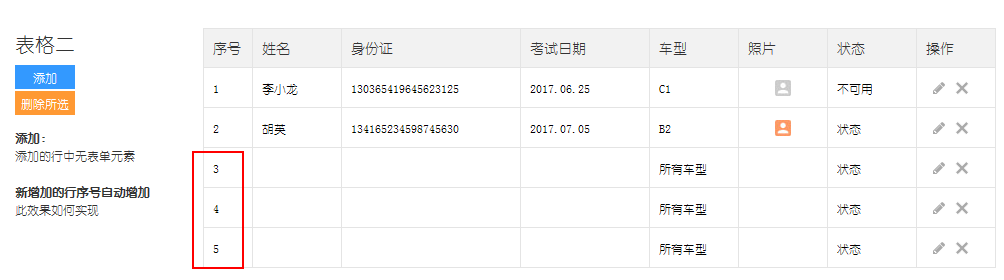 表格二
添加
删除所选
添加：
添加的行中无表单元素
新增加的行序号自动增加
此效果如何实现
序号 姓名 身份证 考试日期 车型 照片 状态 操作
1 李小龙 130365419645623125 2017.06.25 C1 不可用
2 胡英 134165234598745630 2017.07.05 B2 状态
3 所有车型 状态
4 所有车型 状态
5 所有车型 状态